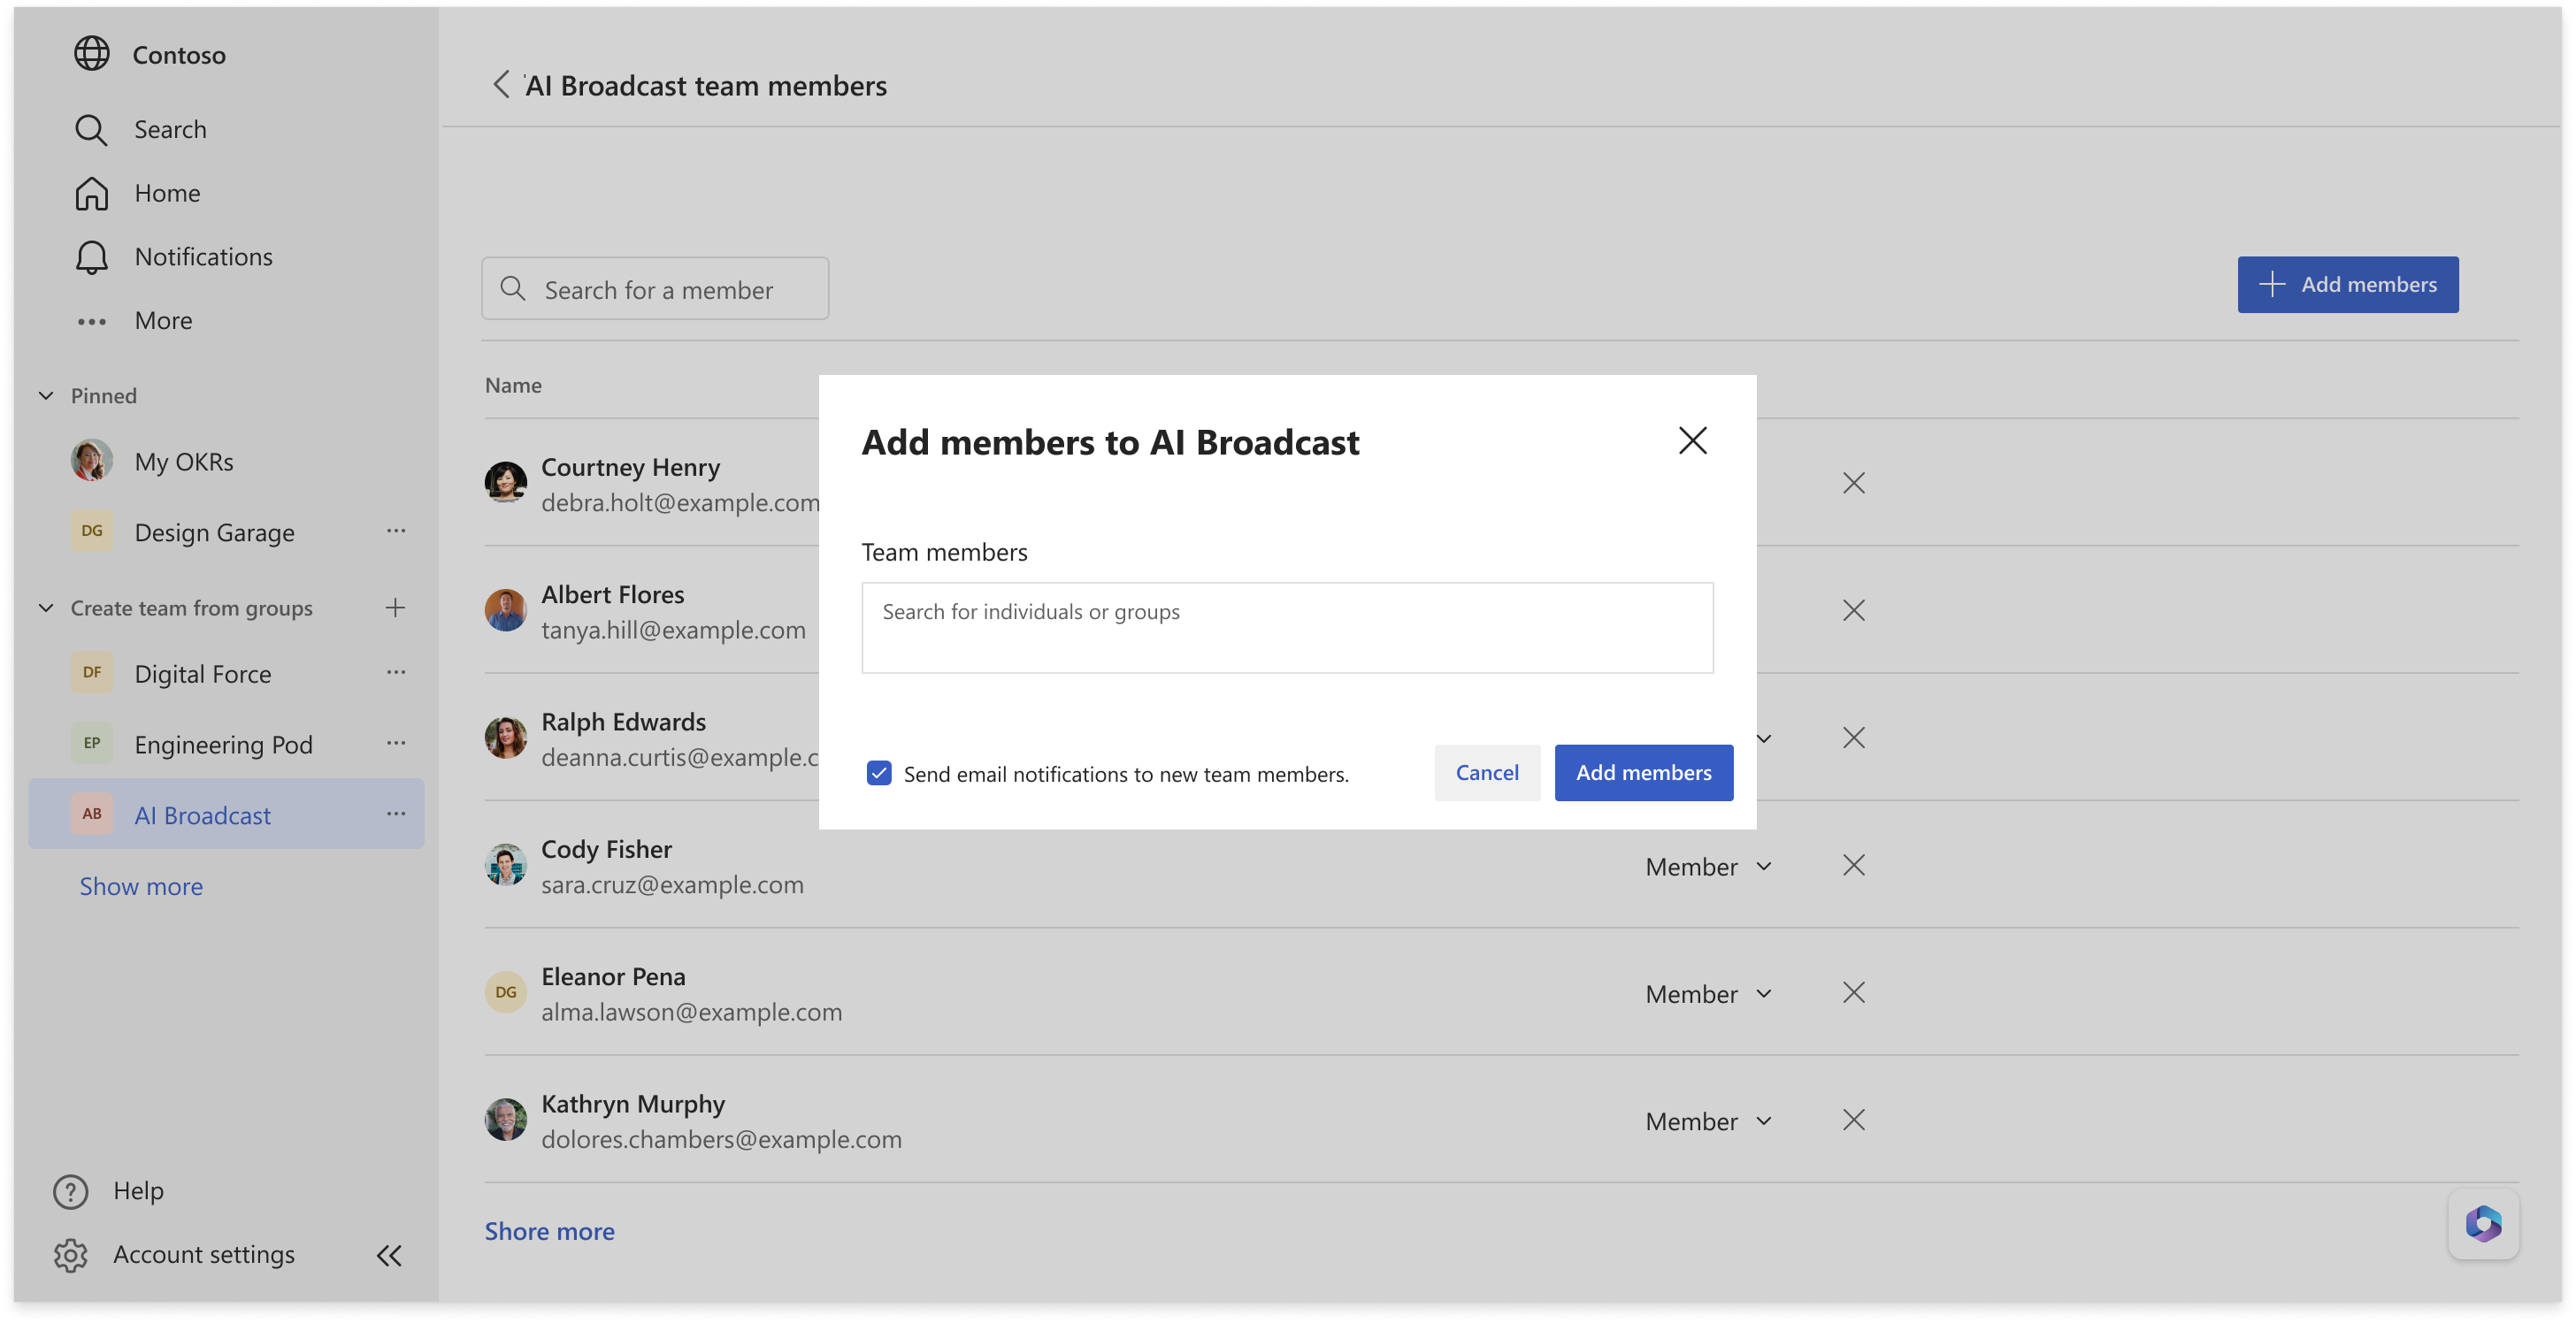 Contoso
Search
Home
Notifications
More
Pinned
My OKRs
DG Design Garage
Create team from groups
DF Digital Force
EP Engineering Pod
AB AI Broadcast
Show more
Help
Account settings
'AI Broadcast team members
Search for a member
Add members
Name
Courtney Henry
debra.holt@example.com
Albert Flores
tanya.hill@example.com
Ralph Edwards
deanna.curtis@example.c
Cody Fisher
sara.cruz@example.com
Member
DG
Eleanor Pena
alma.lawson@example.com
Member
Kathryn Murphy
dolores.chambers@example.com
Member
Shore more
Add members to AI Broadcast
Team members
Search for individuals or groups
Send email notifications to new team members.
Cancel
Add members